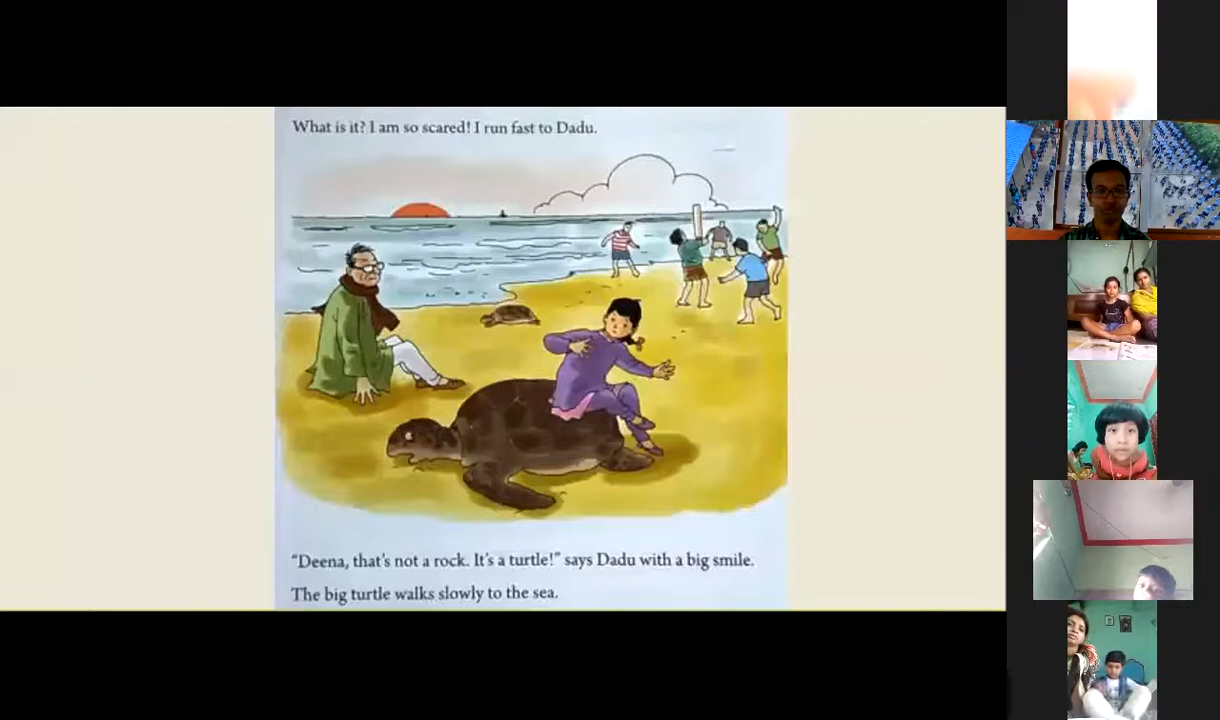 What is it? I am so scared! I run fast to Dadu.
"Deena, that's not a rock. It's a turtle!" says Dadu with a big smile.
The big turtle walks slowly to the sea.